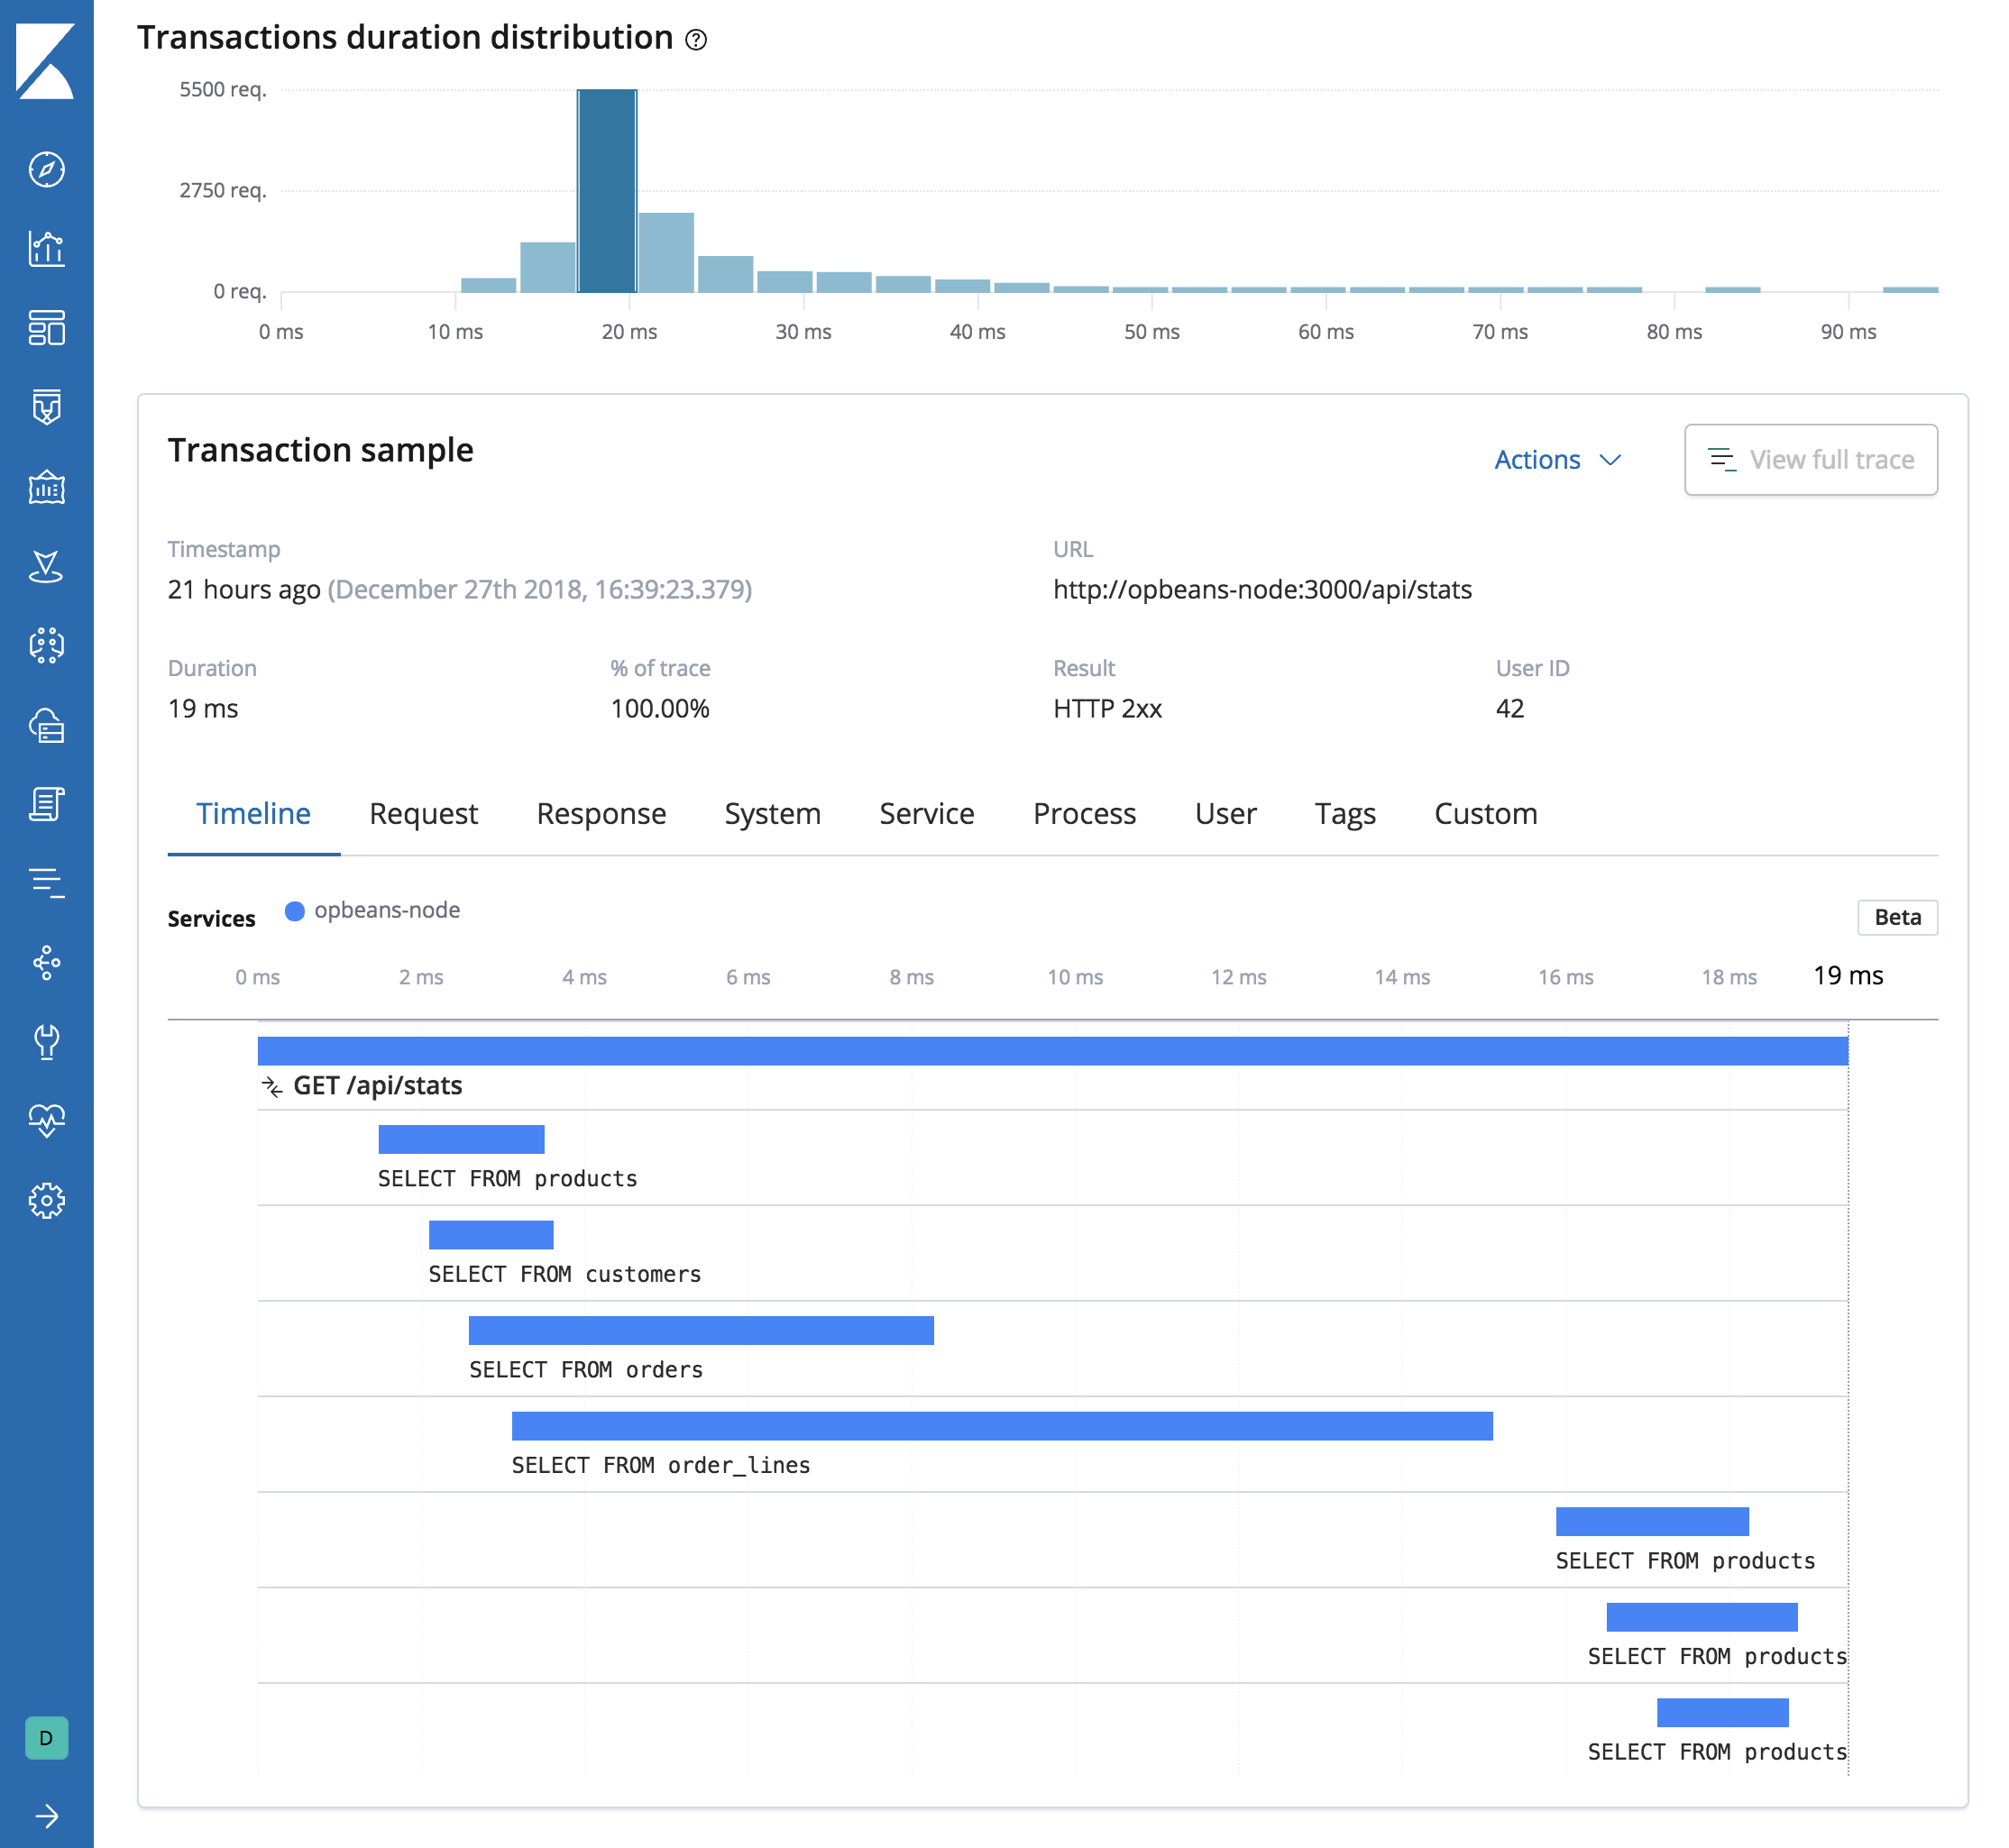 Transactions duration distribution
5500 req.
2750 req.
0 req.
0 ms 10 ms 20 ms 30 ms 40 ms 50 ms 60 ms 70 ms 80 ms 90 ms
Transaction sample
Actions View full trace
Timestamp URL
21 hours ago (December 27th 2018, 16:39:23.379) http://opbeans-node:3000/api/stats
Duration % of trace Result User ID
19 ms 100.00% HTTP 2xx 42
Timeline Request Response System Service Process User Tags Custom
Services opbeans-node Beta
0 ms 2 ms 4 ms 6 ms 8 ms 10 ms 12 ms 14 ms 16 ms 18 ms 19 ms
GET /api/stats
SELECT FROM products
SELECT FROM customers
SELECT FROM orders
SELECT FROM order_lines
SELECT FROM products
SELECT FROM products
SELECT FROM products
D